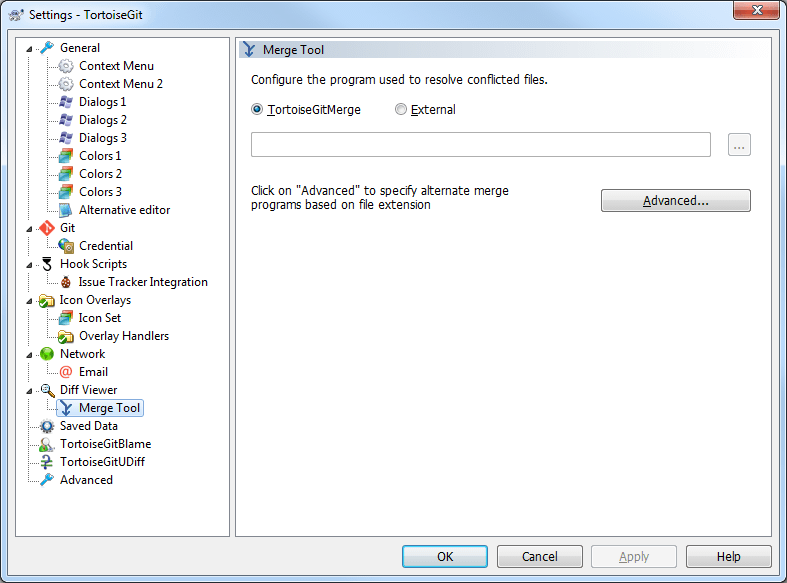 Settings - TortoiseGit
General
Context Menu
Context Menu 2
Dialogs 1
Dialogs 2
Dialogs 3
Colors 1
Colors 2
Colors 3
Alternative editor
Git
Credential
Hook Scripts
Issue Tracker Integration
Icon Overlays
Icon Set
Overlay Handlers
Network
Email
Diff Viewer
Merge Tool
Saved Data
TortoiseGitBlame
TortoiseGitUDiff
Advanced
Merge Tool
Configure the program used to resolve conflicted files.
TortoiseGitMerge External
...
Click on "Advanced" to specify alternate merge
programs based on file extension
Advanced...
OK Cancel Apply Help